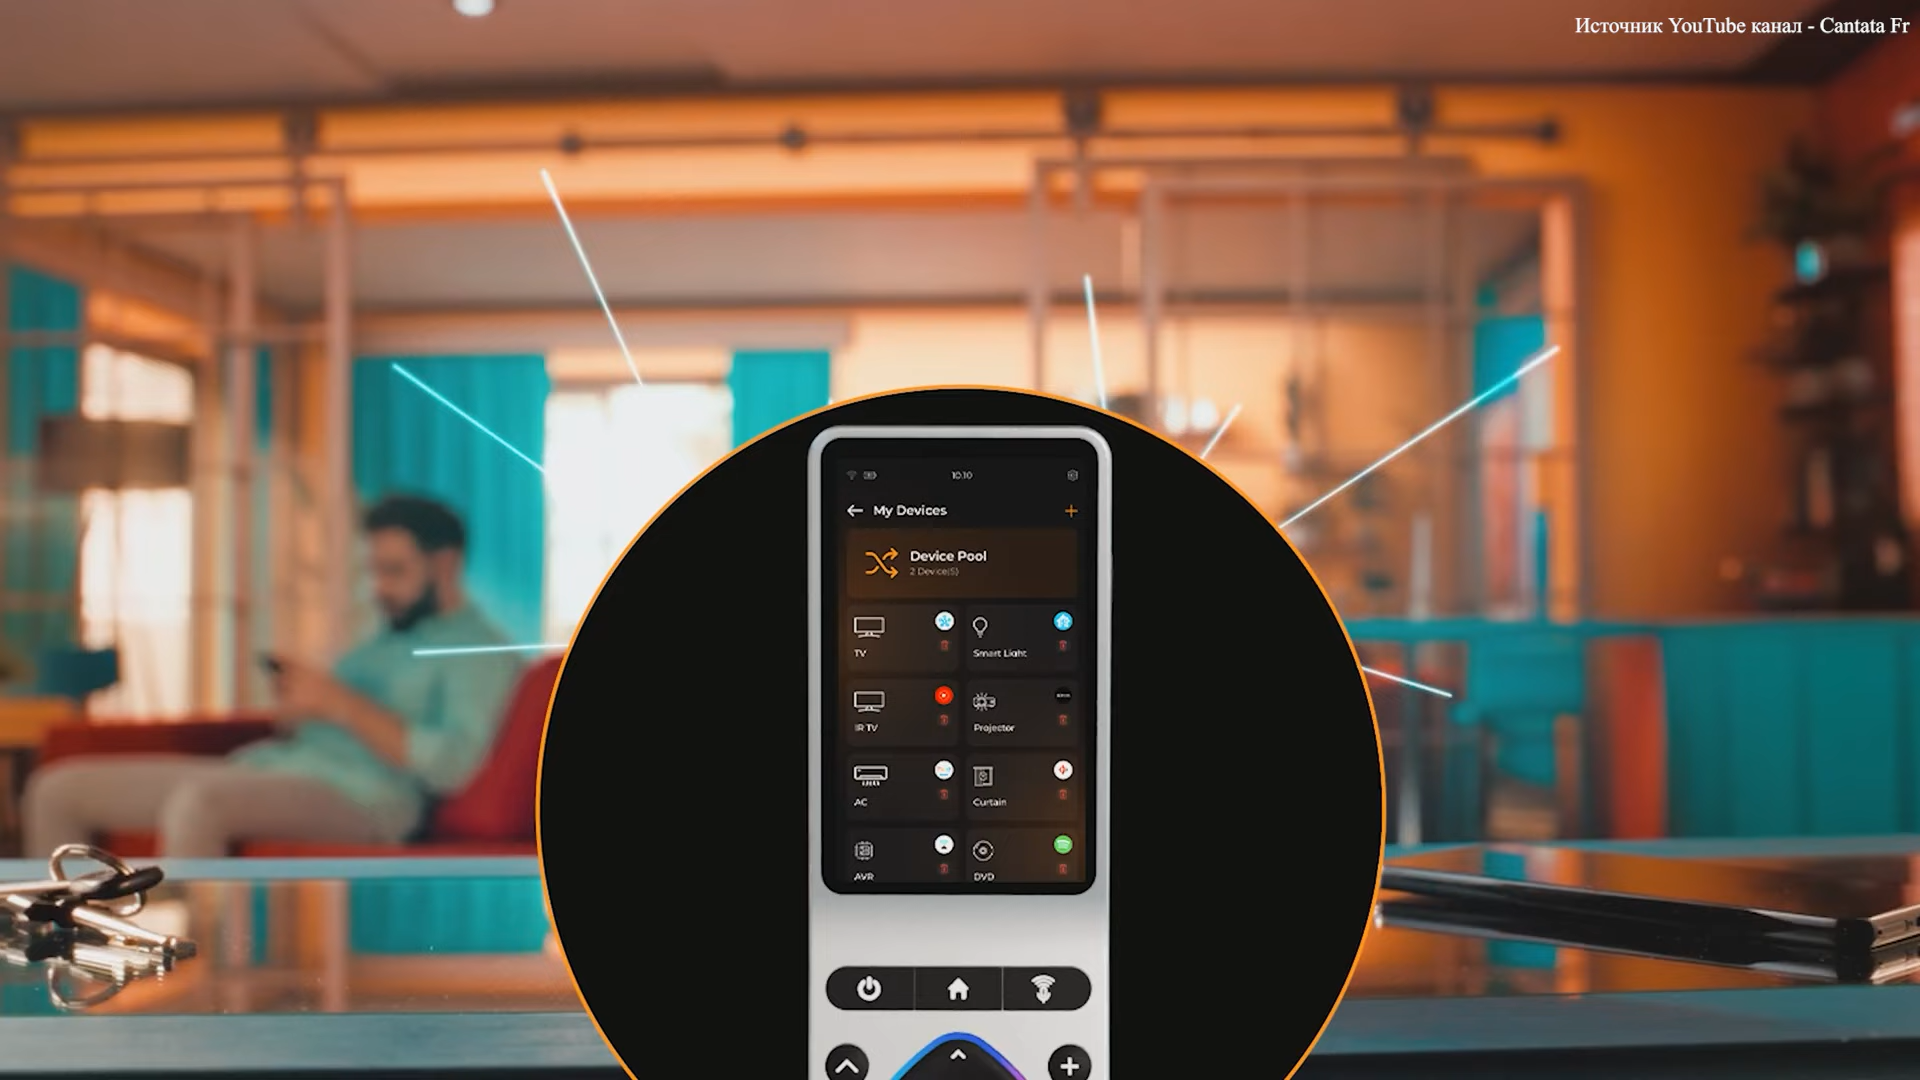 Источник YouTube канал - Cantata Fr
10:10
My Devices
Device Pool
2 Device(S)
TV
Smart Light
IR TV
Projector
AC
Curtain
AVR
DVD